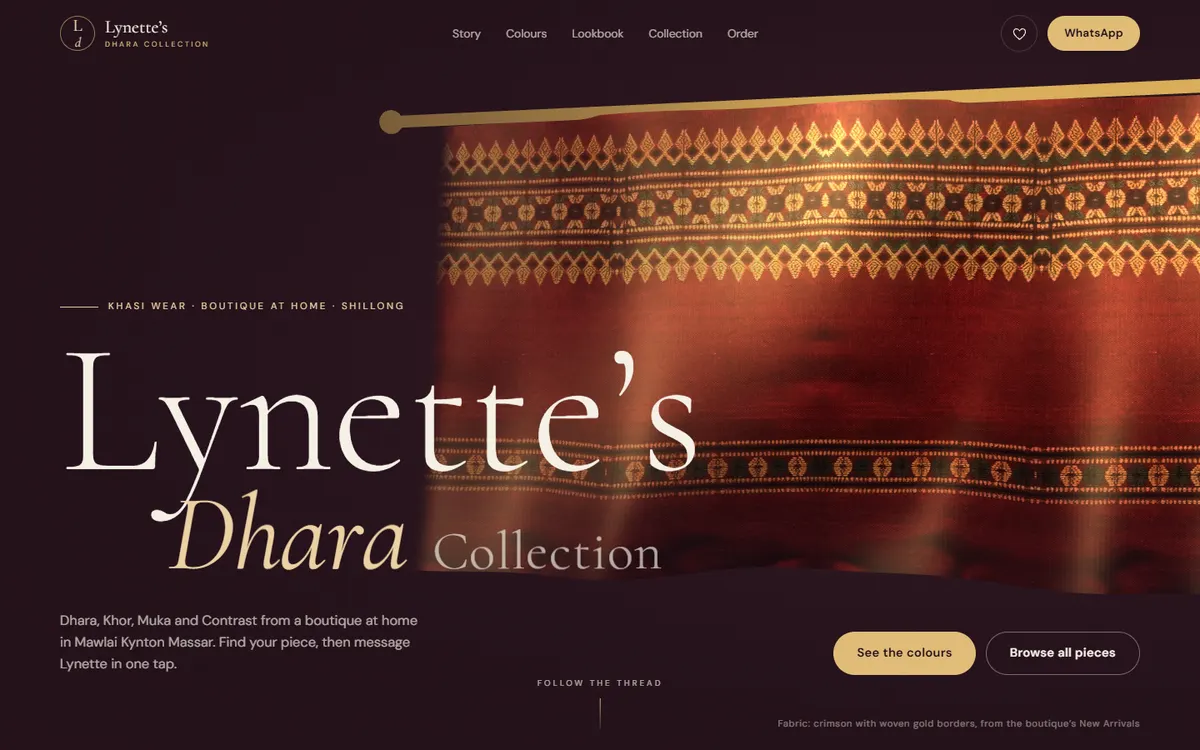 L
d
Lynette’s
DHARA COLLECTION
Story
Colours
Lookbook
Collection
Order
WhatsApp
KHASI WEAR · BOUTIQUE AT HOME · SHILLONG
Lynette’s
Dhara Collection
Dhara, Khor, Muka and Contrast from a boutique at home
in Mawlai Kynton Massar. Find your piece, then message
Lynette in one tap.
See the colours
Browse all pieces
FOLLOW THE THREAD
Fabric: crimson with woven gold borders, from the boutique’s New Arrivals